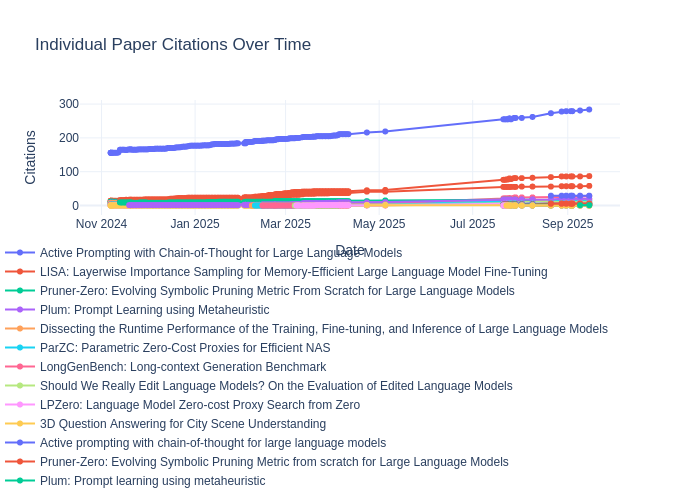 Individual Paper Citations Over Time
Citations
300
200
100
0
Nov 2024
Jan 2025
Mar 2025
May 2025
Jul 2025
Sep 2025
Date
Active Prompting with Chain-of-Thought for Large Language Models
LISA: Layerwise Importance Sampling for Memory-Efficient Large Language Model Fine-Tuning
Pruner-Zero: Evolving Symbolic Pruning Metric From Scratch for Large Language Models
Plum: Prompt Learning using Metaheuristic
Dissecting the Runtime Performance of the Training, Fine-tuning, and Inference of Large Language Models
ParZC: Parametric Zero-Cost Proxies for Efficient NAS
LongGenBench: Long-context Generation Benchmark
Should We Really Edit Language Models? On the Evaluation of Edited Language Models
LPZero: Language Model Zero-cost Proxy Search from Zero
3D Question Answering for City Scene Understanding
Active prompting with chain-of-thought for large language models
Pruner-Zero: Evolving Symbolic Pruning Metric from scratch for Large Language Models
Plum: Prompt learning using metaheuristic